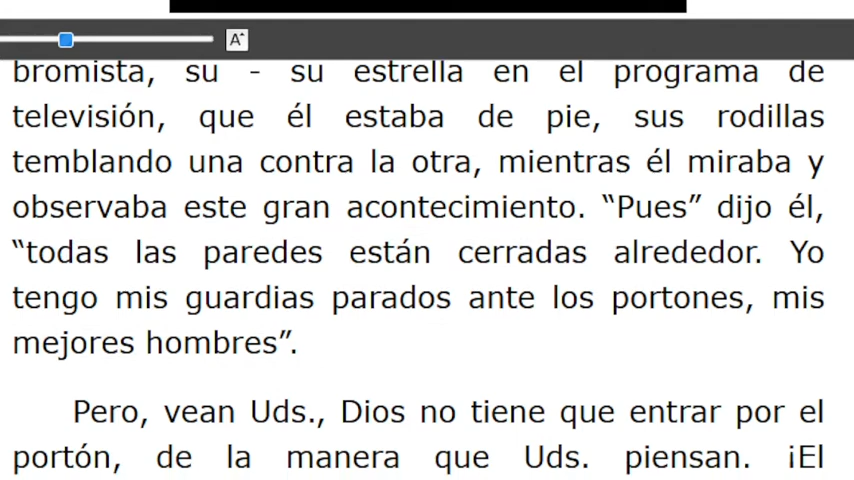 A
bromista, su - su estrella en el programa de
televisión, que él estaba de pie, sus rodillas
temblando una contra la otra, mientras él miraba y
observaba este gran acontecimiento. “Pues” dijo él,
“todas las paredes están cerradas alrededor. Yo
tengo mis guardias parados ante los portones, mis
mejores hombres”.
Pero, vean Uds., Dios no tiene que entrar por el
portón, de la manera que Uds. piensan. ¡El